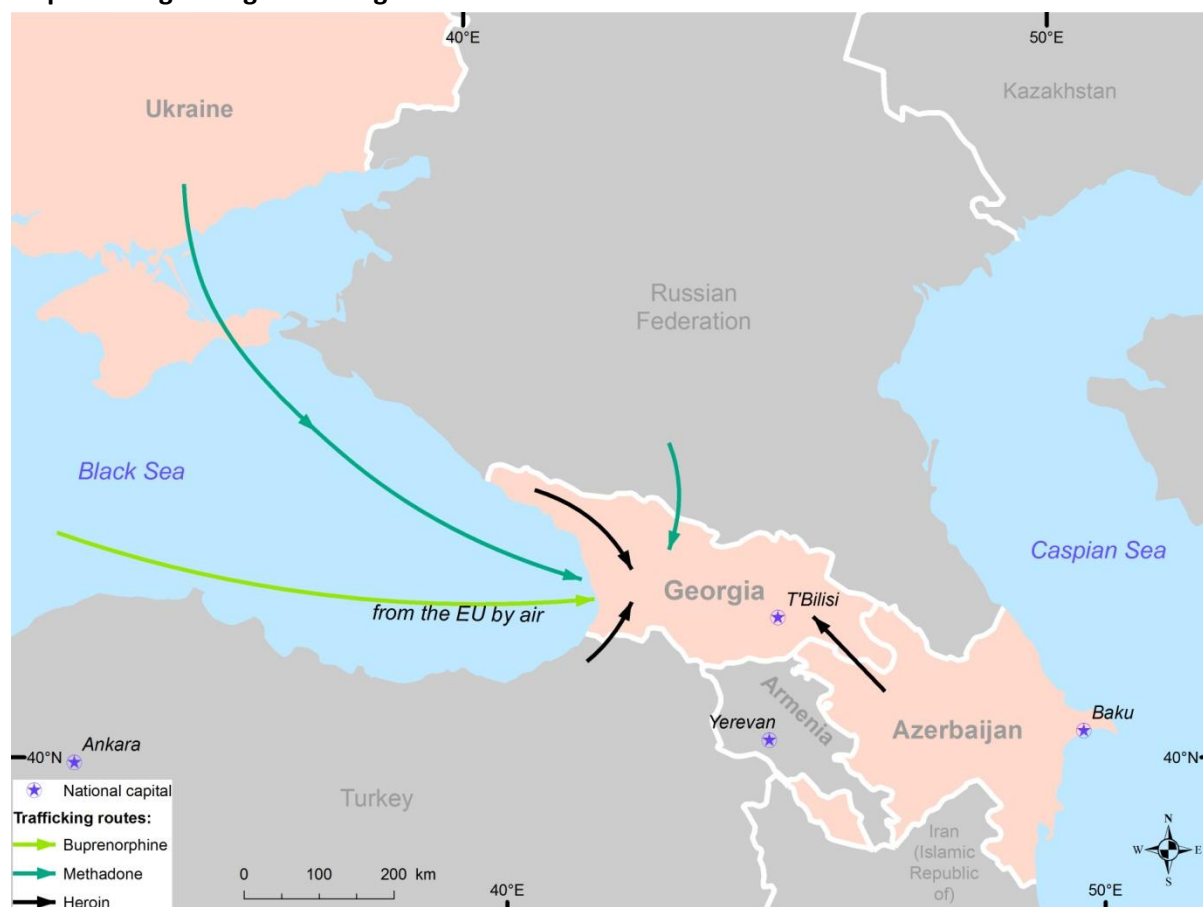 40°E
50°E
Ukraine
Kazakhstan
Russian
Federation
Black Sea
Caspian Sea
Georgia
T'Bilisi
from the EU by air
Armenia
Yerevan
Azerbaijan
Baku
Ankara
40°N
40°N
National capital
Turkey
Iran
(Islamic
Republic
of)
Trafficking routes:
Buprenorphine
Methadone
Heroin
0 100 200 km
40°E
50°E
N
W E
S